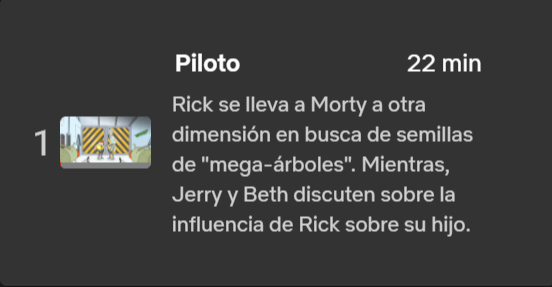 Piloto 22 min
1
Rick se lleva a Morty a otra
dimensión en busca de semillas
de "mega-árboles". Mientras,
Jerry y Beth discuten sobre la
influencia de Rick sobre su hijo.